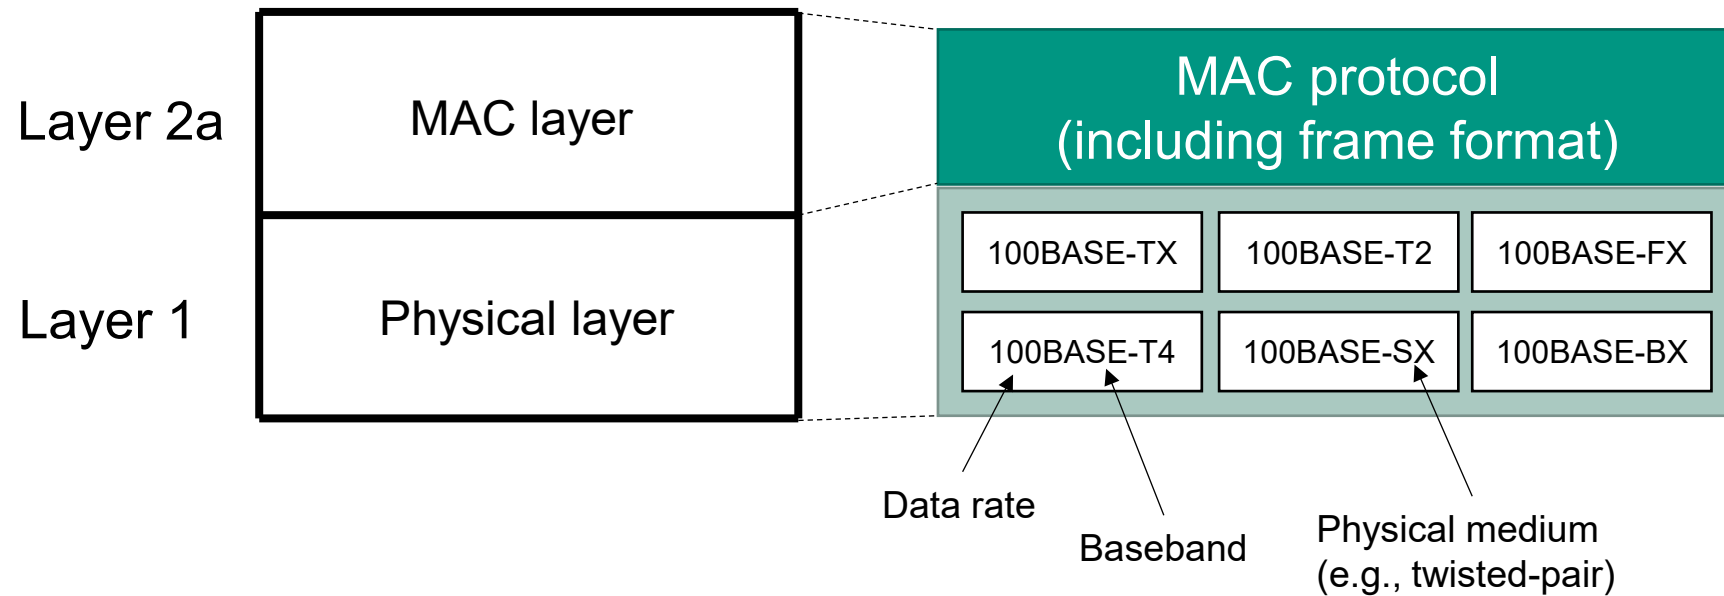 Layer 2a
MAC layer
MAC protocol
(including frame format)
Layer 1
Physical layer
100BASE-TX
100BASE-T2
100BASE-FX
100BASE-T4
100BASE-SX
100BASE-BX
Data rate
Baseband
Physical medium
(e.g., twisted-pair)